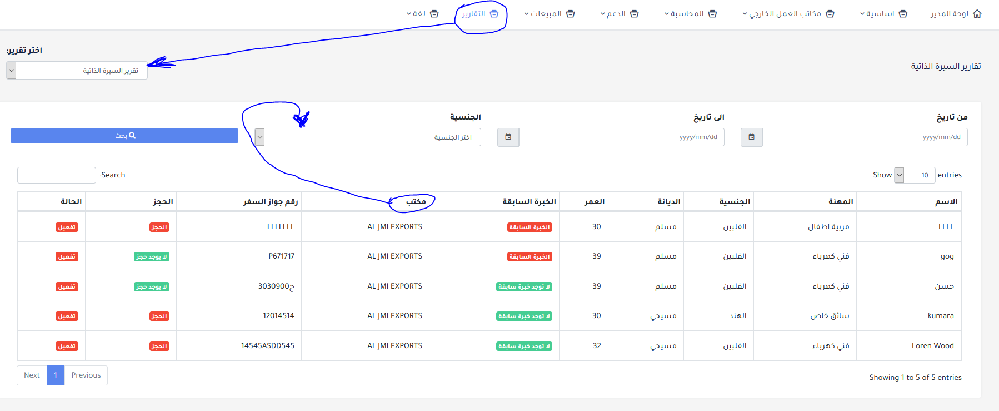 لوحة المدير اساسية مكاتب العمل الخارجي المحاسبة الدعم المبيعات التقارير لغة
اختر تقرير:
تقارير السيرة الذاتية
تقرير السيرة الذاتية
من تاريخ الى تاريخ الجنسية
yyyy/mm/dd yyyy/mm/dd اختر الجنسية بحث
Show 10 entries Search:
الاسم المهنة الجنسية الديانة العمر الخبرة السابقة مكتب رقم جواز السفر الحجز الحالة
LLLL مربية اطفال الفلبين مسلم 30 الخبرة السابقة AL JMI EXPORTS LLLLLLL الحجز تفعيل
gog فني كهرباء الفلبين مسلم 39 الخبرة السابقة AL JMI EXPORTS P671717 لا يوجد حجز تفعيل
حسن فني كهرباء الفلبين مسلم 39 لا توجد خبرة سابقة AL JMI EXPORTS ح3030900 لا يوجد حجز تفعيل
kumara سائق خاص الهند مسيحي 30 لا توجد خبرة سابقة AL JMI EXPORTS 12014514 الحجز تفعيل
Loren Wood فني كهرباء الفلبين مسيحي 32 لا توجد خبرة سابقة AL JMI EXPORTS 14545ASDD545 الحجز تفعيل
Showing 1 to 5 of 5 entries Previous 1 Next